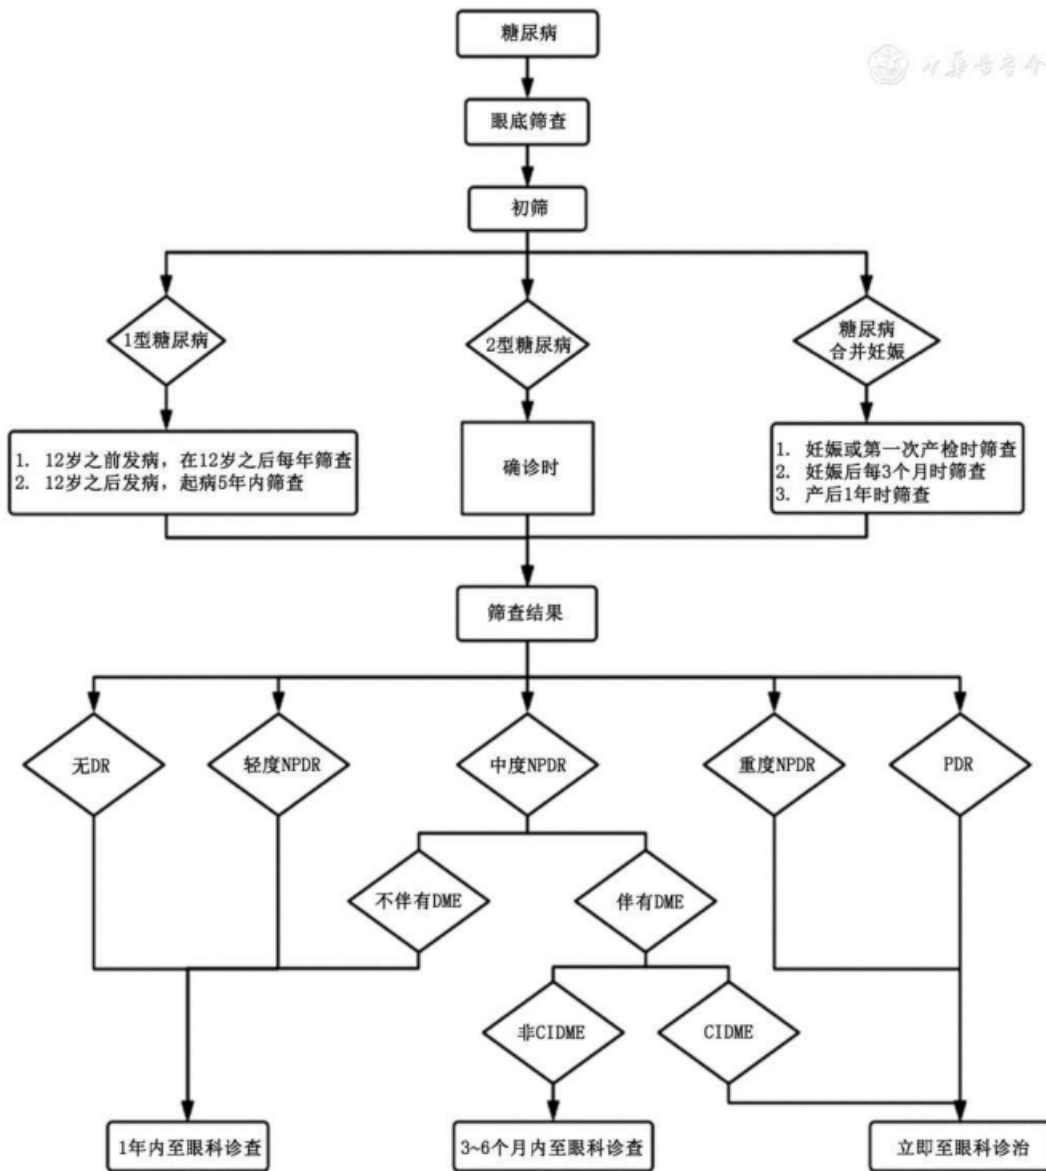 糖尿病
眼底筛查
初筛
1型糖尿病
2型糖尿病
糖尿病
合并妊娠
1. 12岁之前发病，在12岁之后每年筛查
2. 12岁之后发病，起病5年内筛查
确诊时
1. 妊娠或第一次产检时筛查
2. 妊娠后每3个月时筛查
3. 产后1年时筛查
筛查结果
无DR
轻度NPDR
中度NPDR
重度NPDR
PDR
不伴有DME
伴有DME
非CIDME
CIDME
1年内至眼科诊查
3~6个月内至眼科诊查
立即至眼科诊治